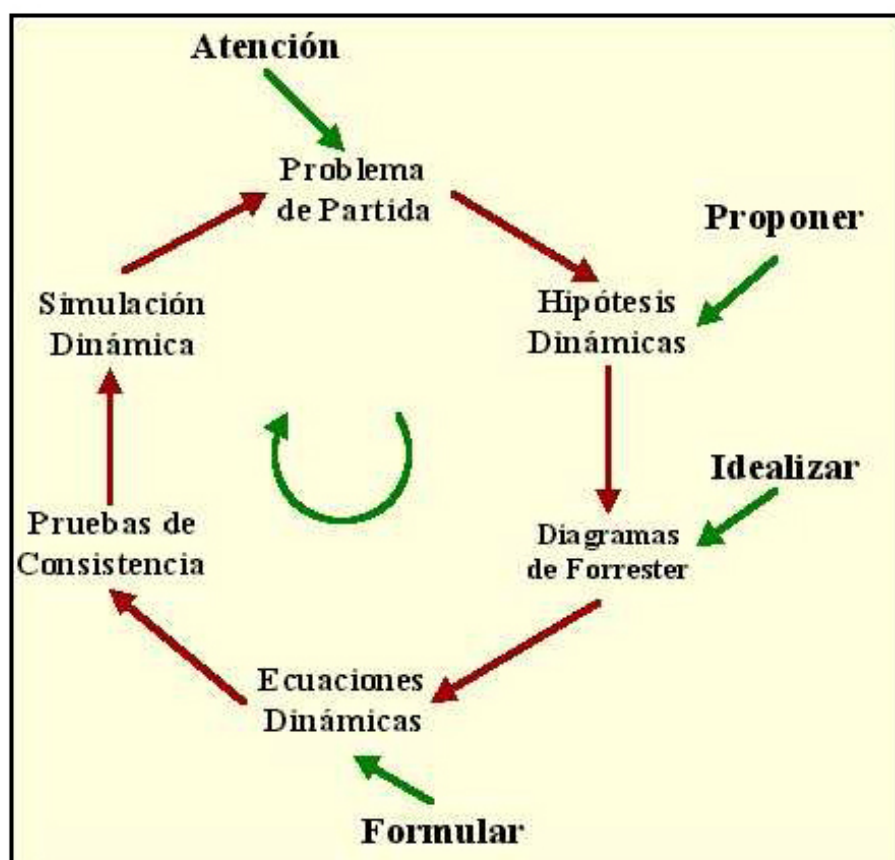 Atención
Problema
de Partida
Proponer
Hipótesis
Dinámicas
Idealizar
Diagramas
de Forrester
Formular
Ecuaciones
Dinámicas
Pruebas de
Consistencia
Simulación
Dinámica